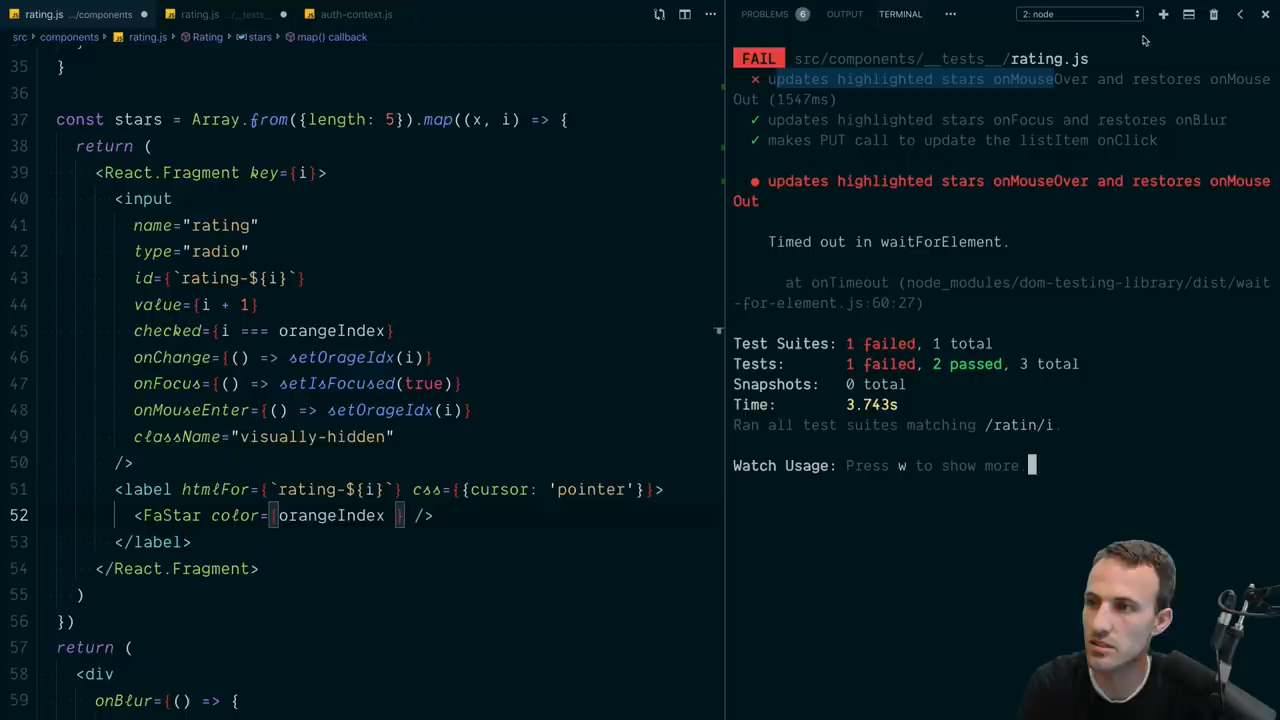 rating.js .../components
rating.js .../__tests__
auth-context.js
PROBLEMS 6 OUTPUT TERMINAL
2: node
src components rating.js Rating stars map() callback
35 }
36
37 const stars = Array.from({length: 5}).map((x, i) => {
38 return (
39 <React.Fragment key={i}>
40 <input
41 name="rating"
42 type="radio"
43 id={`rating-${i}`}
44 value={i + 1}
45 checked={i === orangeIndex}
46 onChange={() => setOrageIdx(i)}
47 onFocus={() => setIsFocused(true)}
48 onMouseEnter={() => setOrageIdx(i)}
49 className="visually-hidden"
50 />
51 <label htmlFor={`rating-${i}`} css={{cursor: 'pointer'}}>
52 <FaStar color={orangeIndex } />
53 </label>
54 </React.Fragment>
55 )
56 })
57 return (
58 <div
59 onBlur={() => {
FAIL src/components/__tests__/rating.js
✕ updates highlighted stars onMouseOver and restores onMouse
Out (1547ms)
✓ updates highlighted stars onFocus and restores onBlur
✓ makes PUT call to update the listItem onClick
● updates highlighted stars onMouseOver and restores onMouse
Out
Timed out in waitForElement.
at onTimeout (node_modules/dom-testing-library/dist/wait
-for-element.js:60:27)
Test Suites: 1 failed, 1 total
Tests: 1 failed, 2 passed, 3 total
Snapshots: 0 total
Time: 3.743s
Ran all test suites matching /ratin/i.
Watch Usage: Press w to show more.